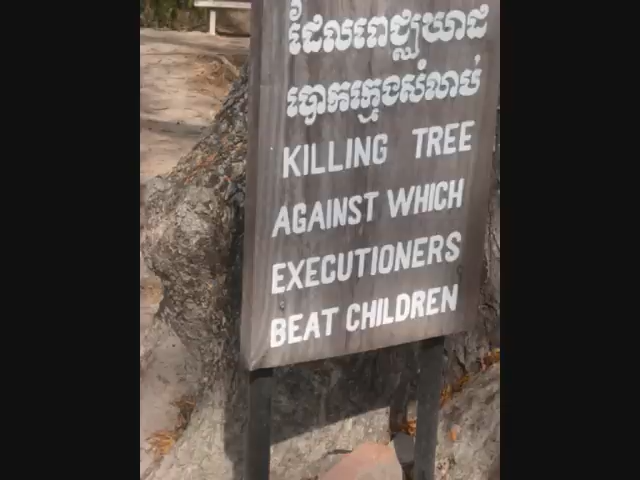 ដែលពេជ្ឈឃាដ
បោកក្មេងសំលាប់
KILLING TREE
AGAINST WHICH
EXECUTIONERS
BEAT CHILDREN